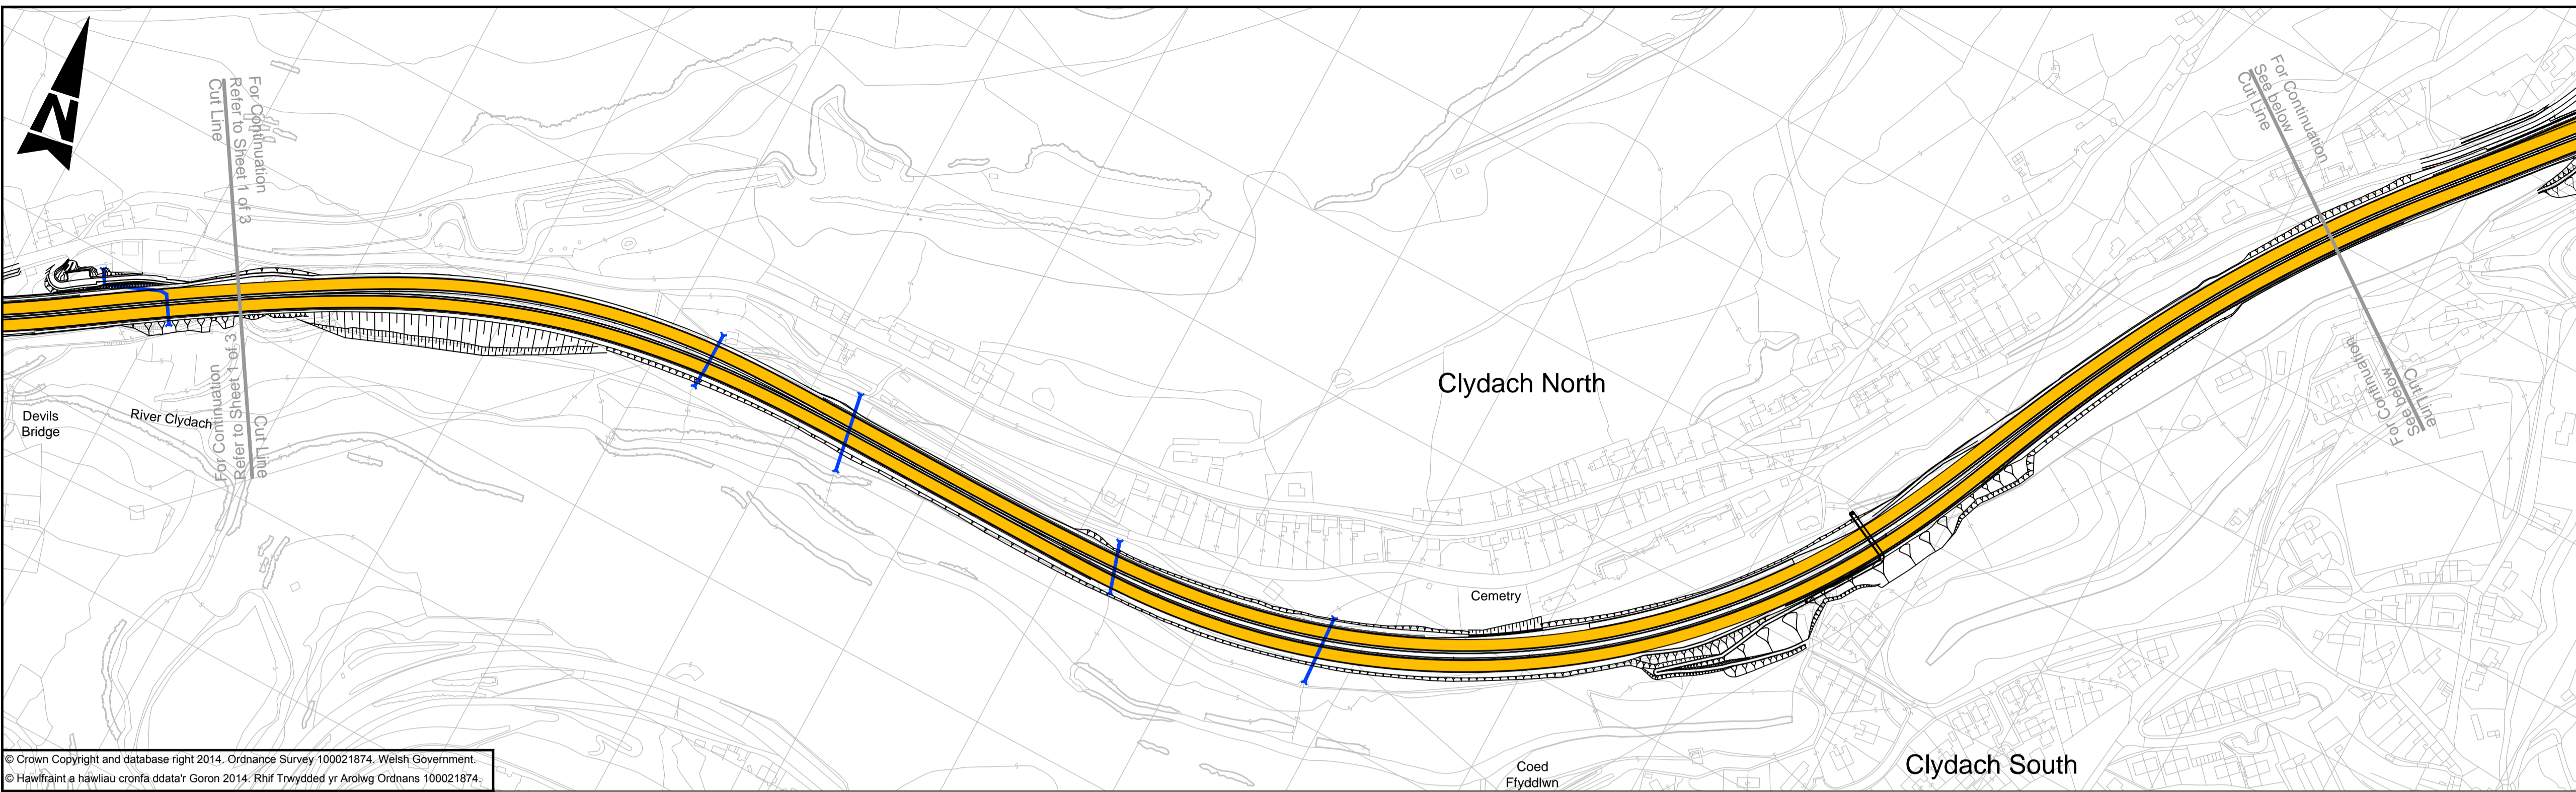 N
For Continuation
Refer to Sheet 1 of 3
Cut Line
For Continuation
See below
Cut Line
Clydach North
Devils
Bridge
River Clydach
For Continuation
Refer to Sheet 1 of 3
Cut Line
For Continuation
See below
Cut Line
Cemetry
Clydach South
Coed
Ffyddlwn
© Crown Copyright and database right 2014. Ordnance Survey 100021874. Welsh Government.
© Hawlfraint a hawliau cronfa ddata'r Goron 2014. Rhif Trwydded yr Arolwg Ordnans 100021874.